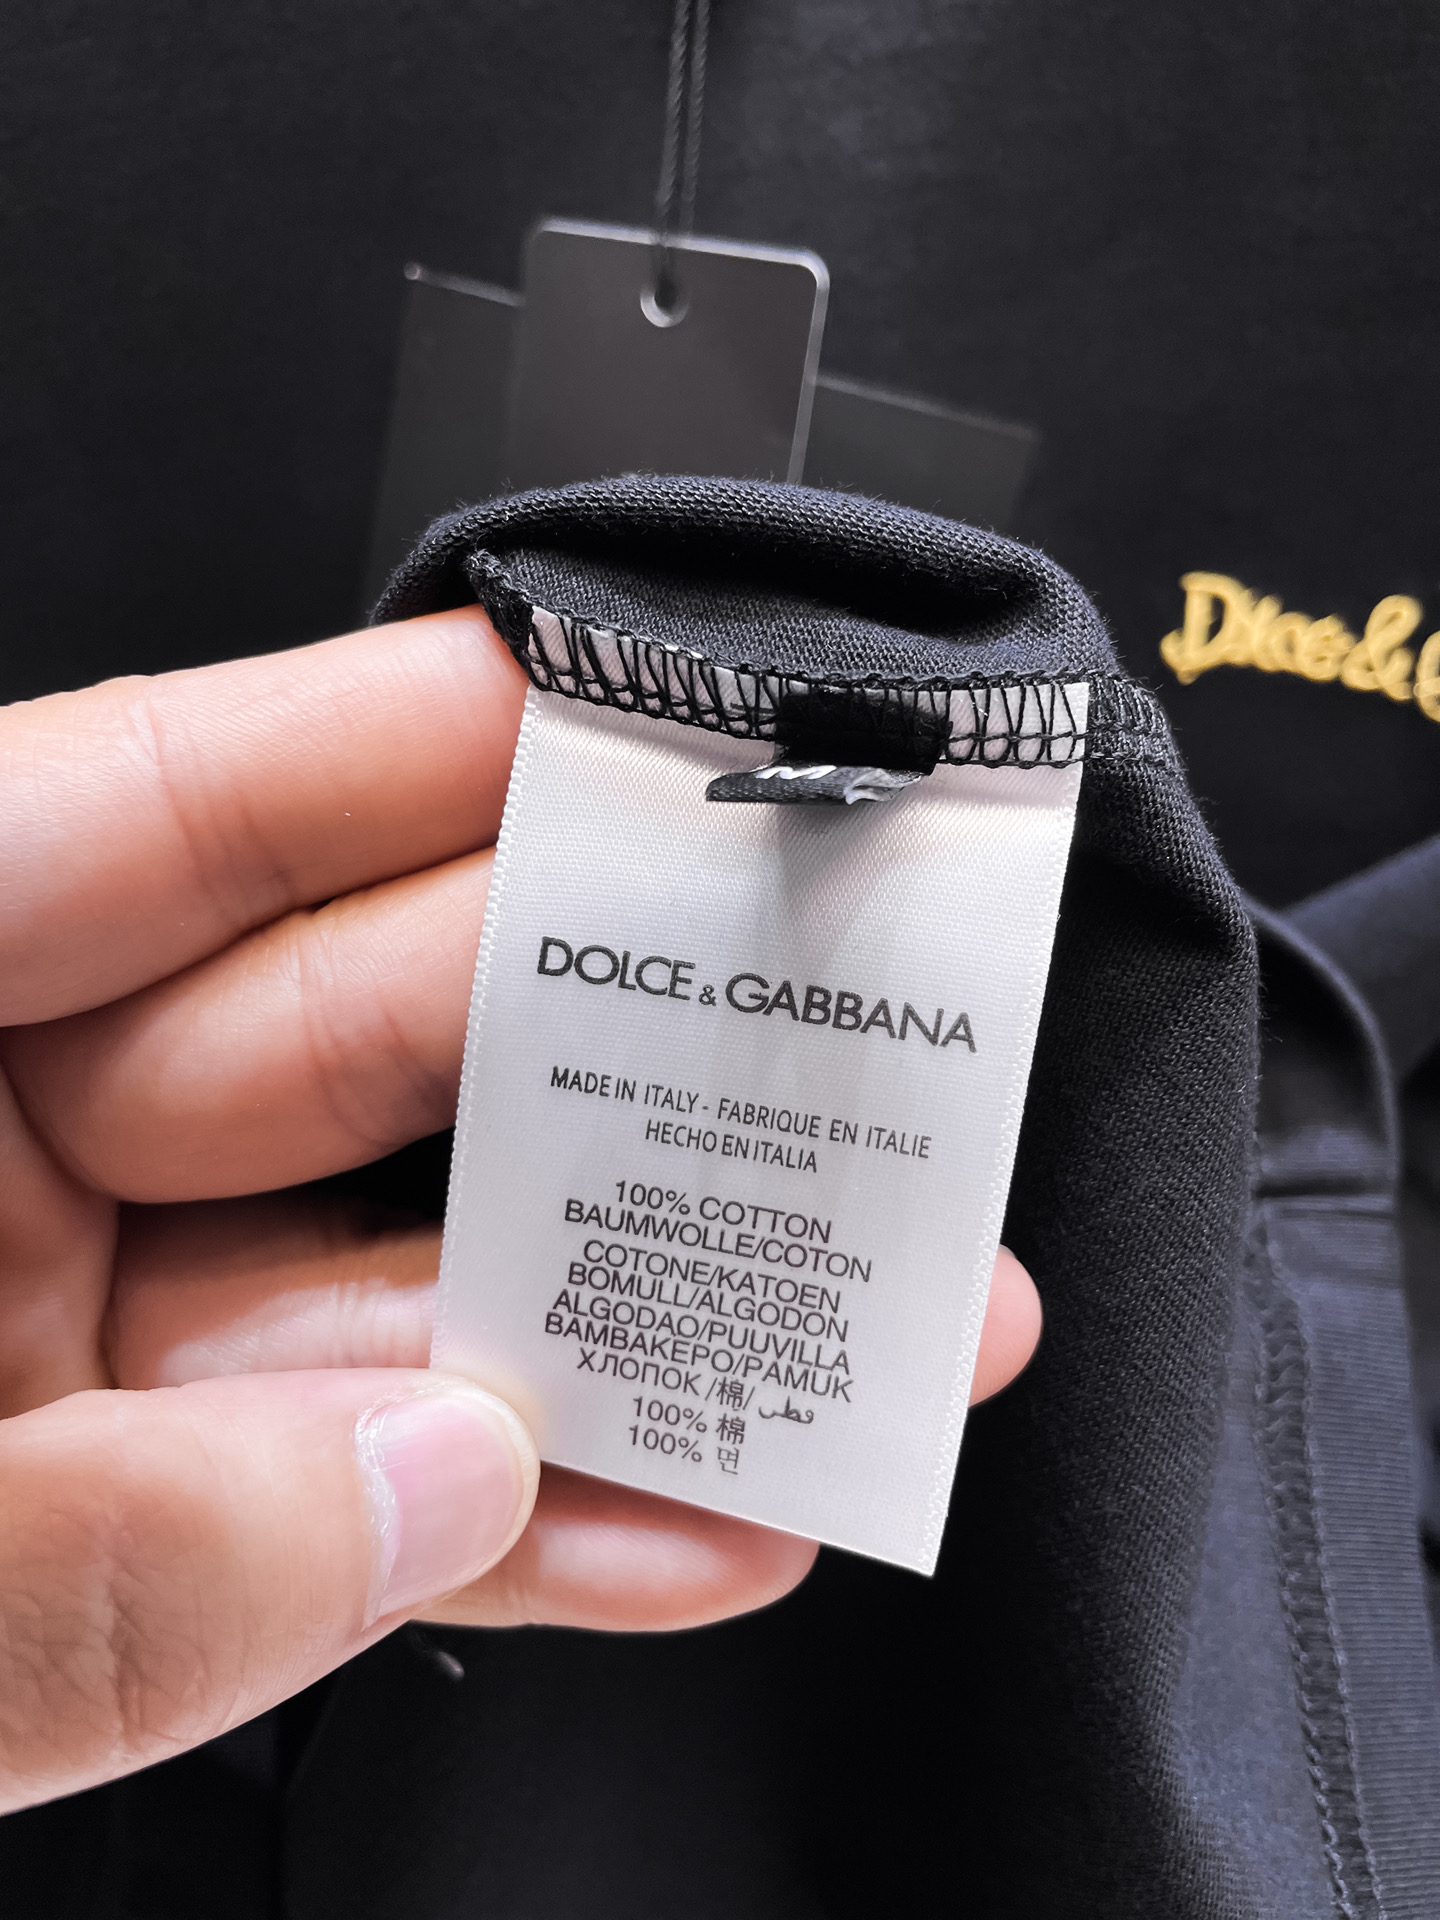 DOLCE & GABBANA
MADE IN ITALY - FABRIQUE EN ITALIE
HECHO EN ITALIA
100% COTTON
BAUMWOLLE/COTON
COTONE/KATOEN
BOMULL/ALGODON
ALGODAO/PUUVILLA
BAMBAKEPO/PAMUK
ХЛОПОК /棉/ قطن
100% 棉
100% 면